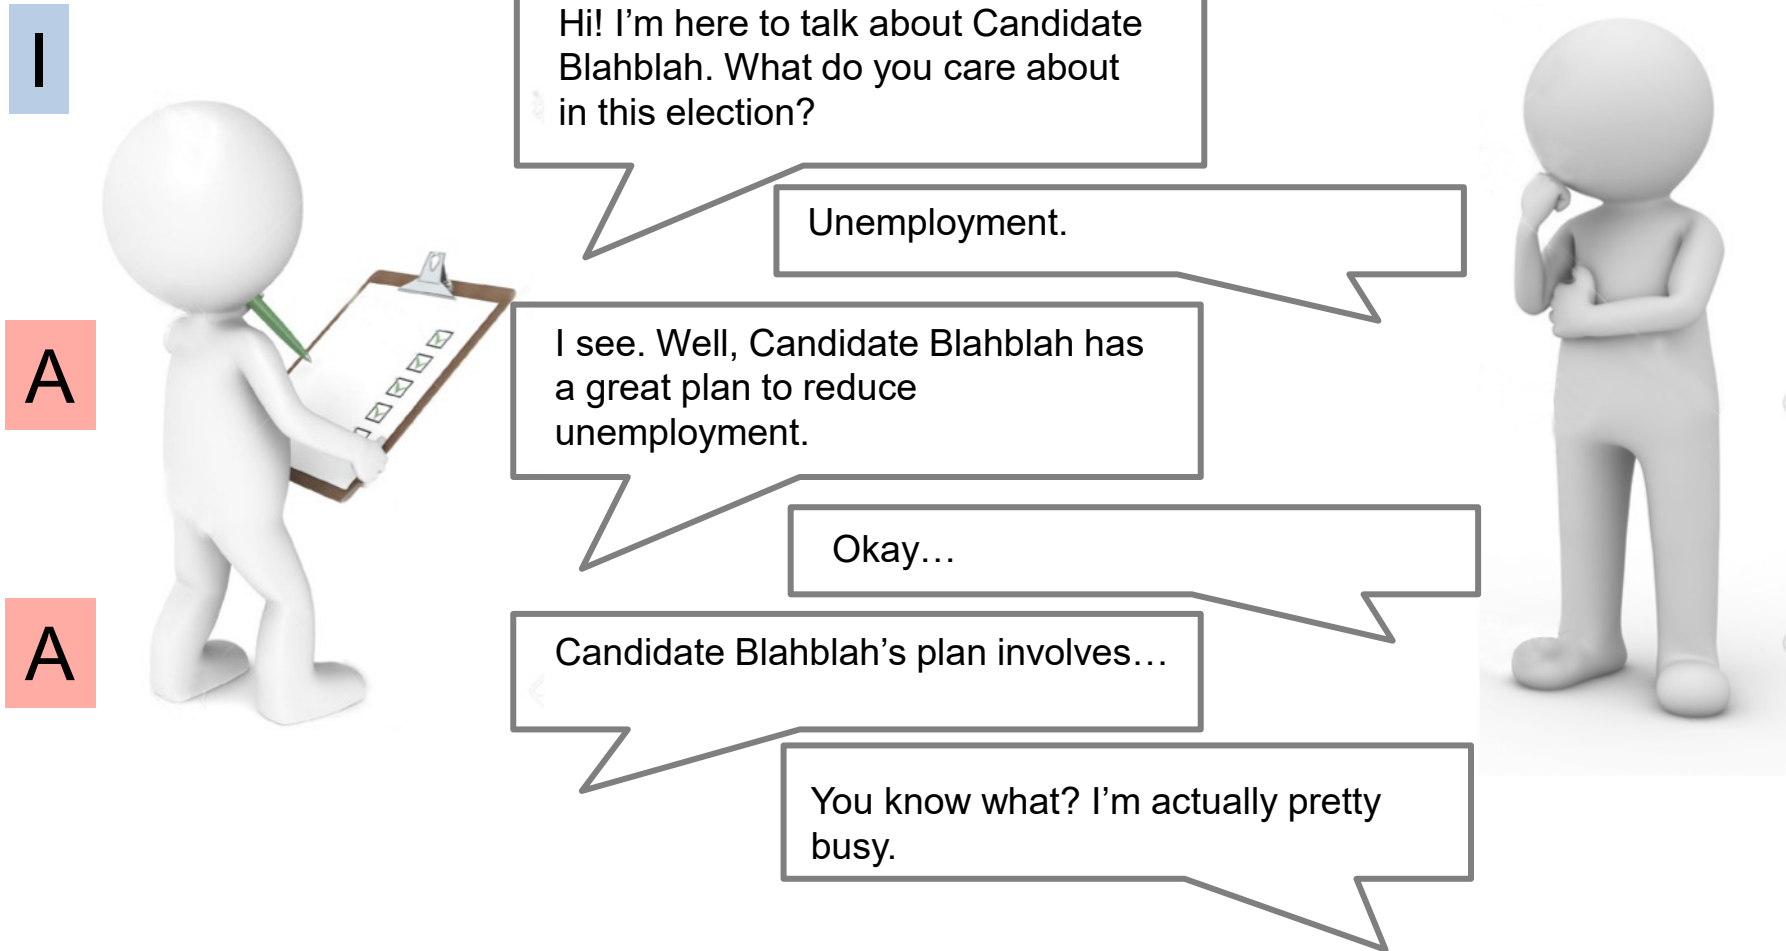 I
Hi! I’m here to talk about Candidate
Blahblah. What do you care about
in this election?
Unemployment.
A
I see. Well, Candidate Blahblah has
a great plan to reduce
unemployment.
Okay…
A
Candidate Blahblah’s plan involves…
You know what? I’m actually pretty
busy.